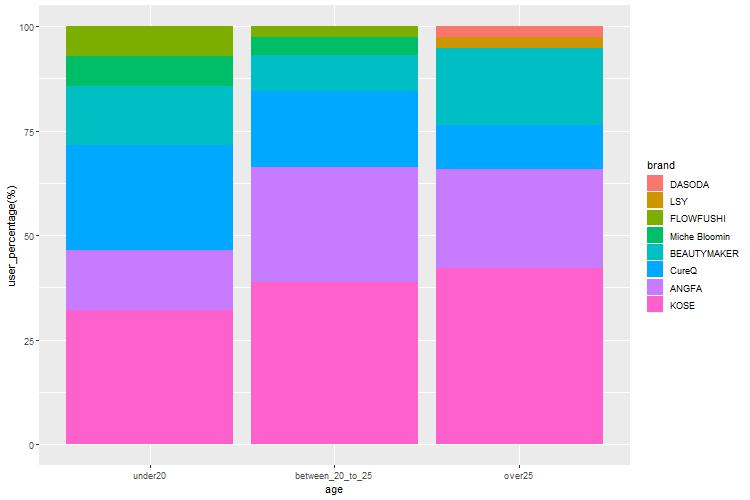 user_percentage(%)
100
75
50
25
0
under20
between_20_to_25
over25
age
brand
DASODA
LSY
FLOWFUSHI
Miche Bloomin
BEAUTYMAKER
CureQ
ANGFA
KOSE